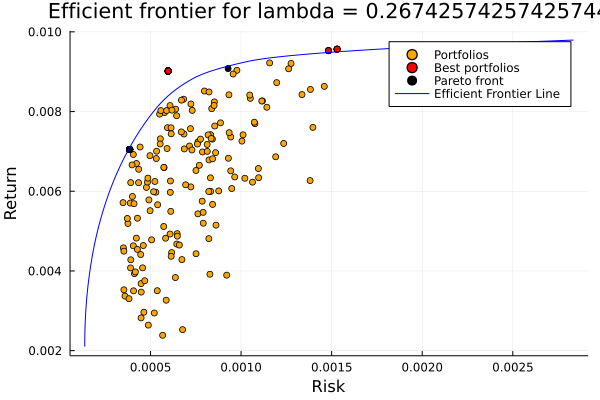 Efficient frontier for lambda = 0.26742574257425744
0.010
0.008
0.006
0.004
0.002
Return
Portfolios
Best portfolios
Pareto front
Efficient Frontier Line
0.0005 0.0010 0.0015 0.0020 0.0025
Risk